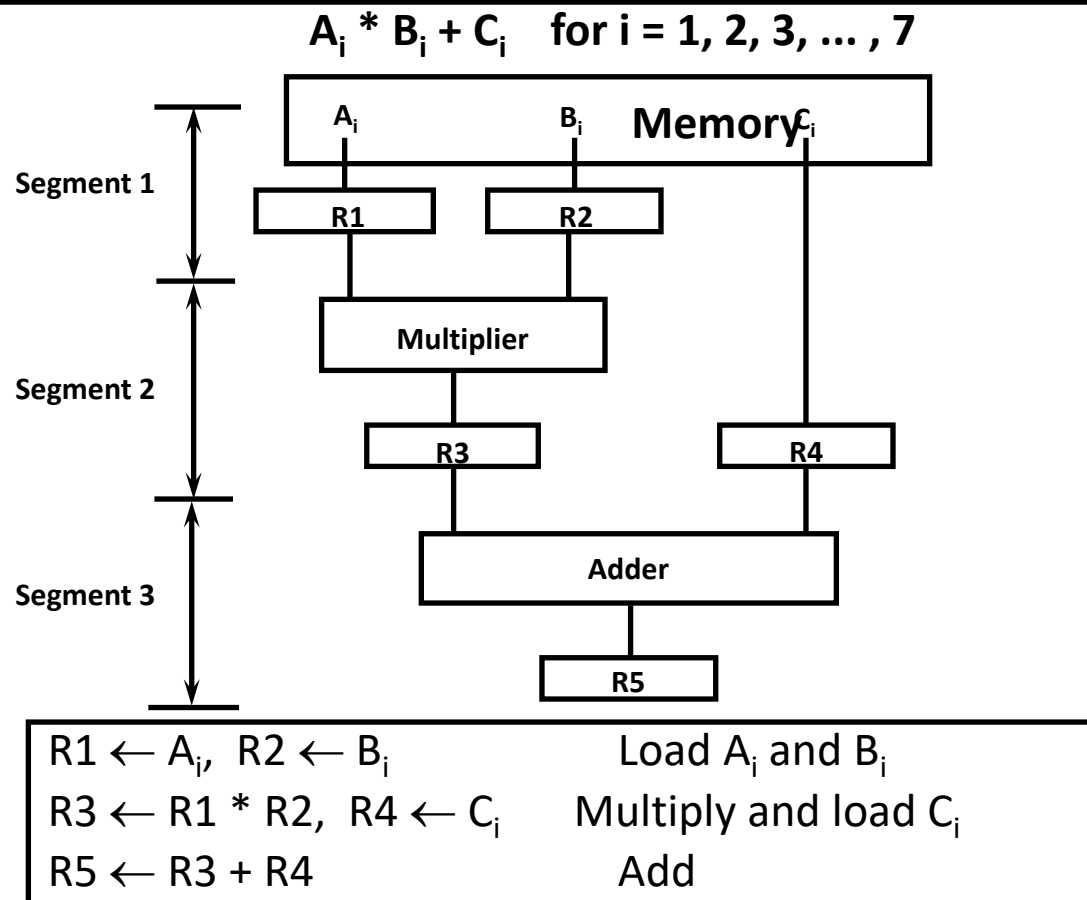 Aᵢ * Bᵢ + Cᵢ for i = 1, 2, 3, ... , 7
Aᵢ Bᵢ Memory Cᵢ
Segment 1
R1 R2
Multiplier
Segment 2
R3 R4
Adder
Segment 3
R5
R1 ← Aᵢ, R2 ← Bᵢ Load Aᵢ and Bᵢ
R3 ← R1 * R2, R4 ← Cᵢ Multiply and load Cᵢ
R5 ← R3 + R4 Add